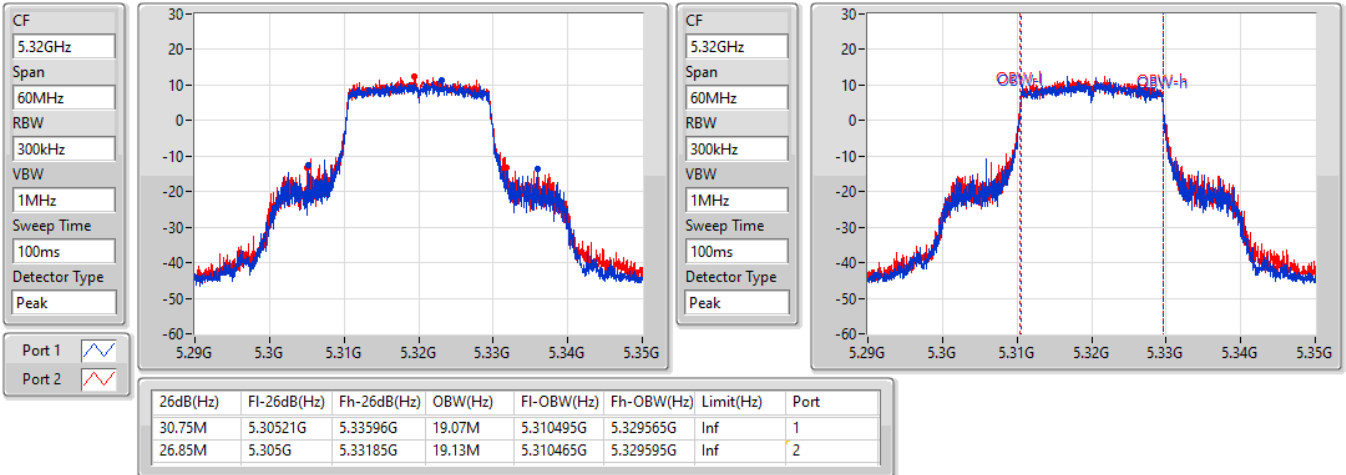 CF
5.32GHz
Span
60MHz
RBW
300kHz
VBW
1MHz
Sweep Time
100ms
Detector Type
Peak
30
20
10
0
-10
-20
-30
-40
-50
-60
5.29G 5.3G 5.31G 5.32G 5.33G 5.34G 5.35G
CF
5.32GHz
Span
60MHz
RBW
300kHz
VBW
1MHz
Sweep Time
100ms
Detector Type
Peak
30
20
10
0
-10
-20
-30
-40
-50
-60
OBW-l OBW-h
5.29G 5.3G 5.31G 5.32G 5.33G 5.34G 5.35G
Port 1
Port 2
26dB(Hz) Fl-26dB(Hz) Fh-26dB(Hz) OBW(Hz) Fl-OBW(Hz) Fh-OBW(Hz) Limit(Hz) Port
30.75M 5.30521G 5.33596G 19.07M 5.310495G 5.329565G Inf 1
26.85M 5.305G 5.33185G 19.13M 5.310465G 5.329595G Inf 2